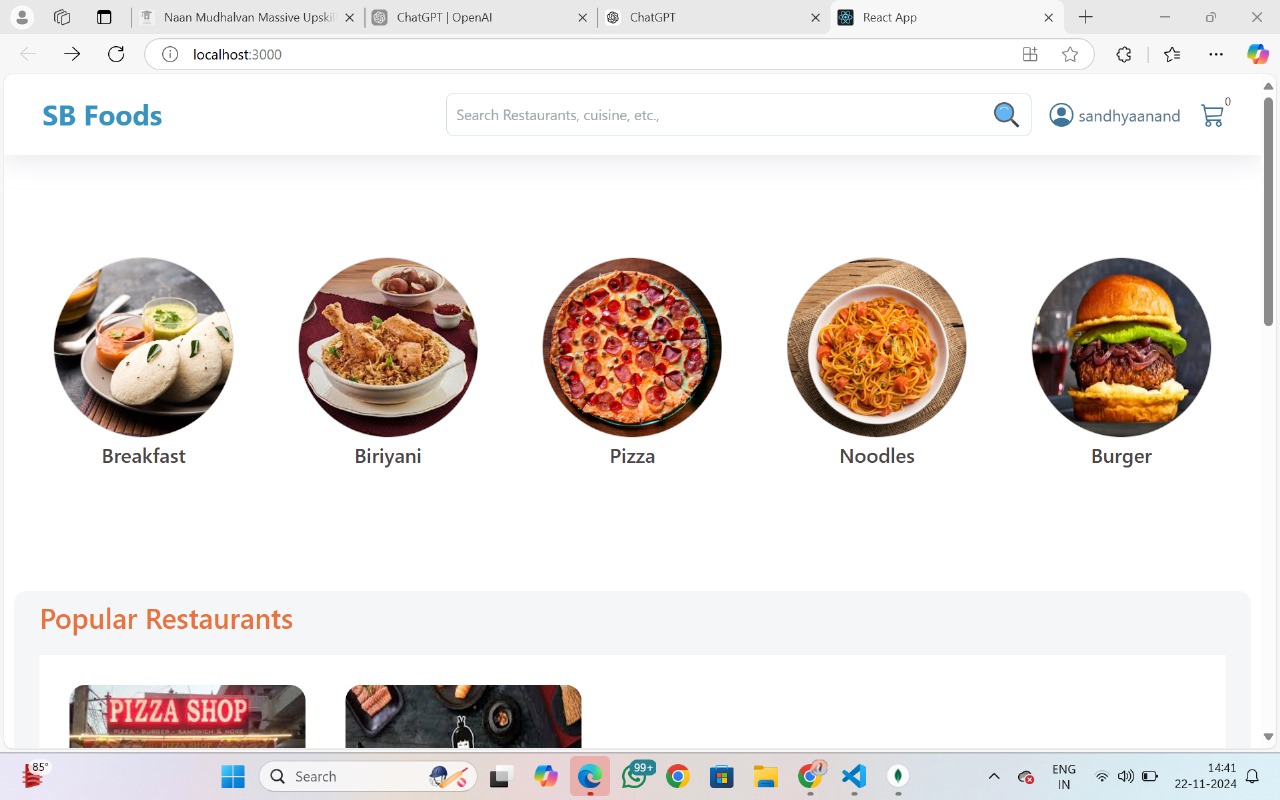 Naan Mudhalvan Massive Upskil
ChatGPT | OpenAI
ChatGPT
React App
localhost:3000
SB Foods
Search Restaurants, cuisine, etc.,
sandhyaanand
0
Breakfast
Biriyani
Pizza
Noodles
Burger
Popular Restaurants
PIZZA SHOP
PIZZA - BURGER - SANDWICH & MORE
PIZZA SHOP
85°
Search
99+
ENG
IN
14:41
22-11-2024